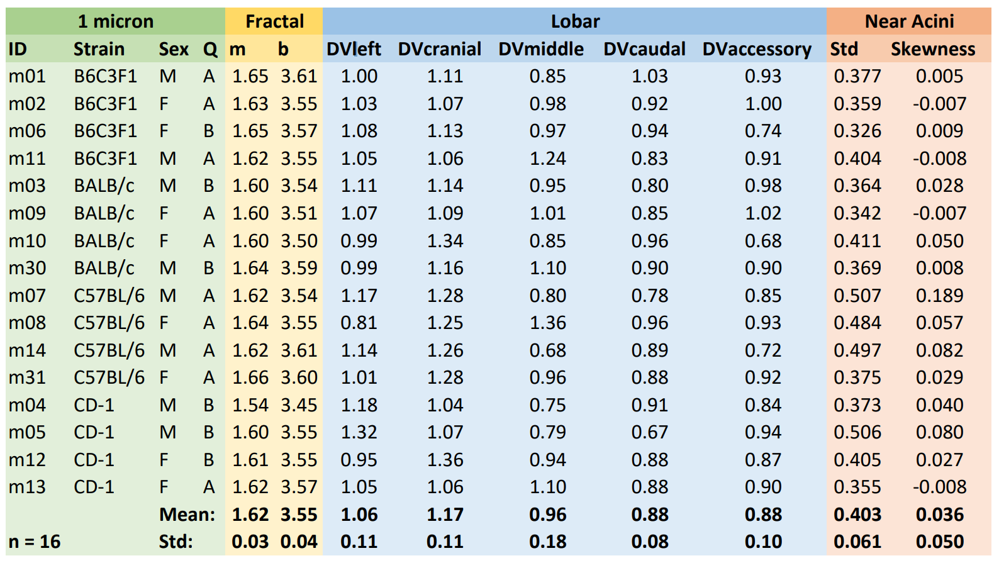 1 micron Fractal Lobar Near Acini
ID Strain Sex Q m b DVleft DVcranial DVmiddle DVcaudal DVaccessory Std Skewness
m01 B6C3F1 M A 1.65 3.61 1.00 1.11 0.85 1.03 0.93 0.377 0.005
m02 B6C3F1 F A 1.63 3.55 1.03 1.07 0.98 0.92 1.00 0.359 -0.007
m06 B6C3F1 F B 1.65 3.57 1.08 1.13 0.97 0.94 0.74 0.326 0.009
m11 B6C3F1 M A 1.62 3.55 1.05 1.06 1.24 0.83 0.91 0.404 -0.008
m03 BALB/c M B 1.60 3.54 1.11 1.14 0.95 0.80 0.98 0.364 0.028
m09 BALB/c F A 1.60 3.51 1.07 1.09 1.01 0.85 1.02 0.342 -0.007
m10 BALB/c F A 1.60 3.50 0.99 1.34 0.85 0.96 0.68 0.411 0.050
m30 BALB/c M B 1.64 3.59 0.99 1.16 1.10 0.90 0.90 0.369 0.008
m07 C57BL/6 M A 1.62 3.54 1.17 1.28 0.80 0.78 0.85 0.507 0.189
m08 C57BL/6 F A 1.64 3.55 0.81 1.25 1.36 0.96 0.93 0.484 0.057
m14 C57BL/6 M A 1.62 3.61 1.14 1.26 0.68 0.89 0.72 0.497 0.082
m31 C57BL/6 F A 1.66 3.60 1.01 1.28 0.96 0.88 0.92 0.375 0.029
m04 CD-1 M B 1.54 3.45 1.18 1.04 0.75 0.91 0.84 0.373 0.040
m05 CD-1 M B 1.60 3.55 1.32 1.07 0.79 0.67 0.94 0.506 0.080
m12 CD-1 F B 1.61 3.55 0.95 1.36 0.94 0.88 0.87 0.405 0.027
m13 CD-1 F A 1.62 3.57 1.05 1.06 1.10 0.88 0.90 0.355 -0.008
Mean: 1.62 3.55 1.06 1.17 0.96 0.88 0.88 0.403 0.036
n = 16 Std: 0.03 0.04 0.11 0.11 0.18 0.08 0.10 0.061 0.050